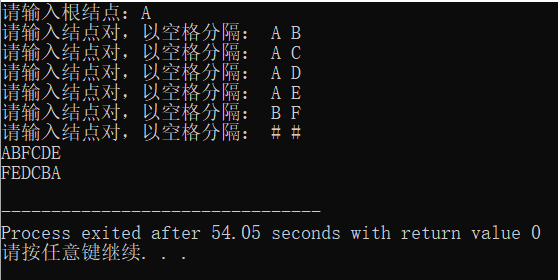 请输入根结点：A
请输入结点对，以空格分隔： A B
请输入结点对，以空格分隔： A C
请输入结点对，以空格分隔： A D
请输入结点对，以空格分隔： A E
请输入结点对，以空格分隔： B F
请输入结点对，以空格分隔： # #
ABFCDE
FEDCBA
--------------------------------
Process exited after 54.05 seconds with return value 0
请按任意键继续. . .